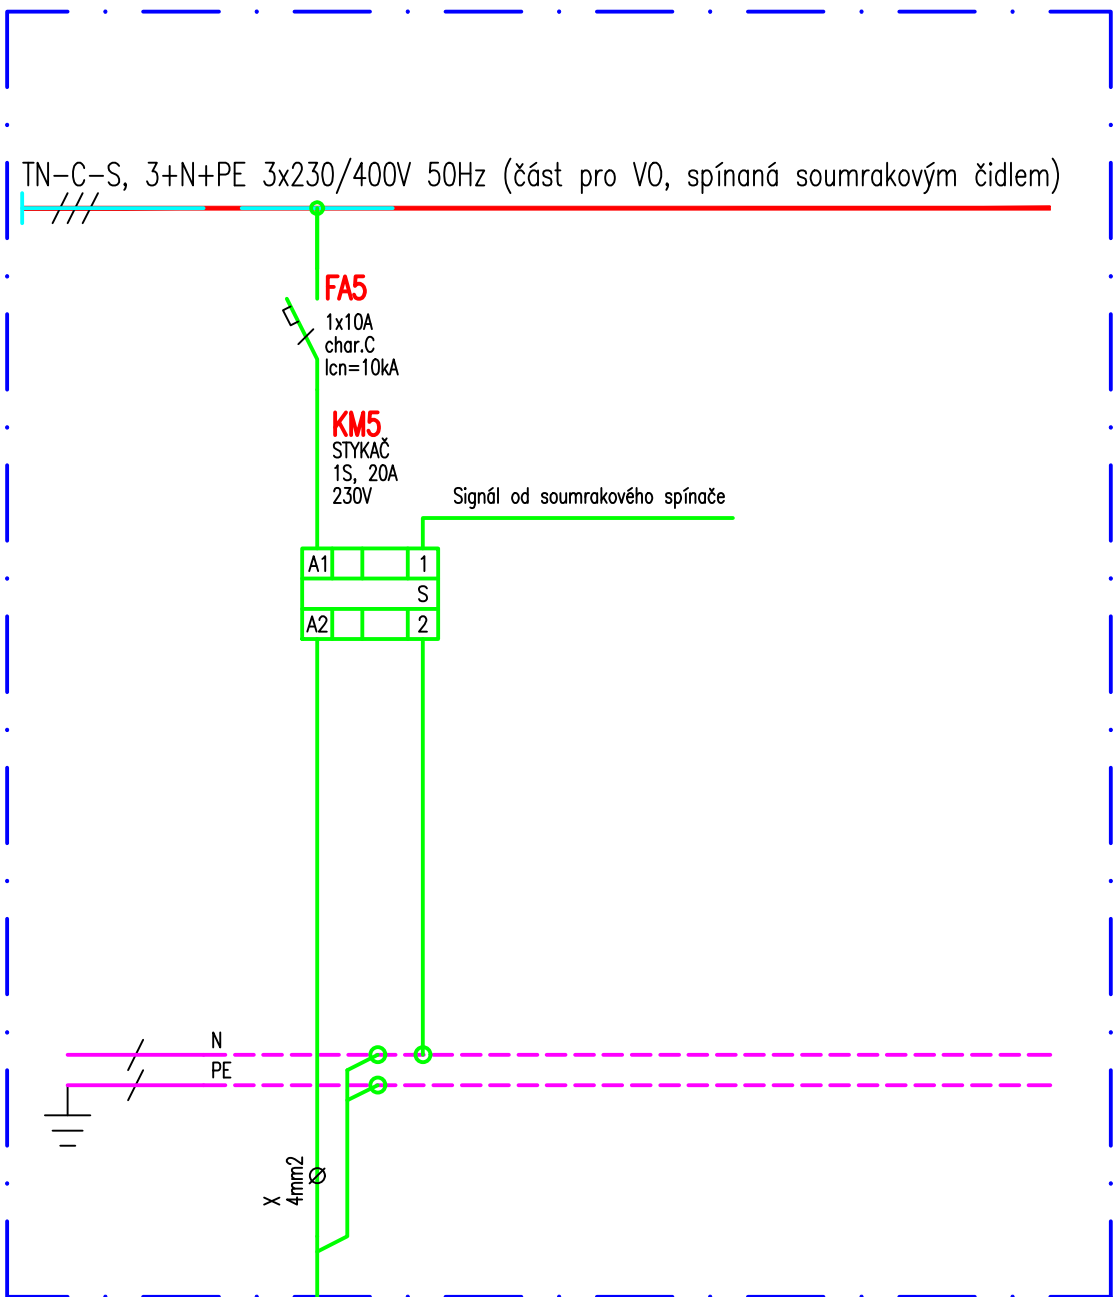 TN-C-S, 3+N+PE 3x230/400V 50Hz (část pro VO, spínaná soumrakovým čidlem)
FA5
1x10A
char.C
Icn=10kA
KM5
STYKAČ
1S, 20A
230V
Signál od soumrakového spínače
A1 1
S
A2 2
N
PE
X
4mm2